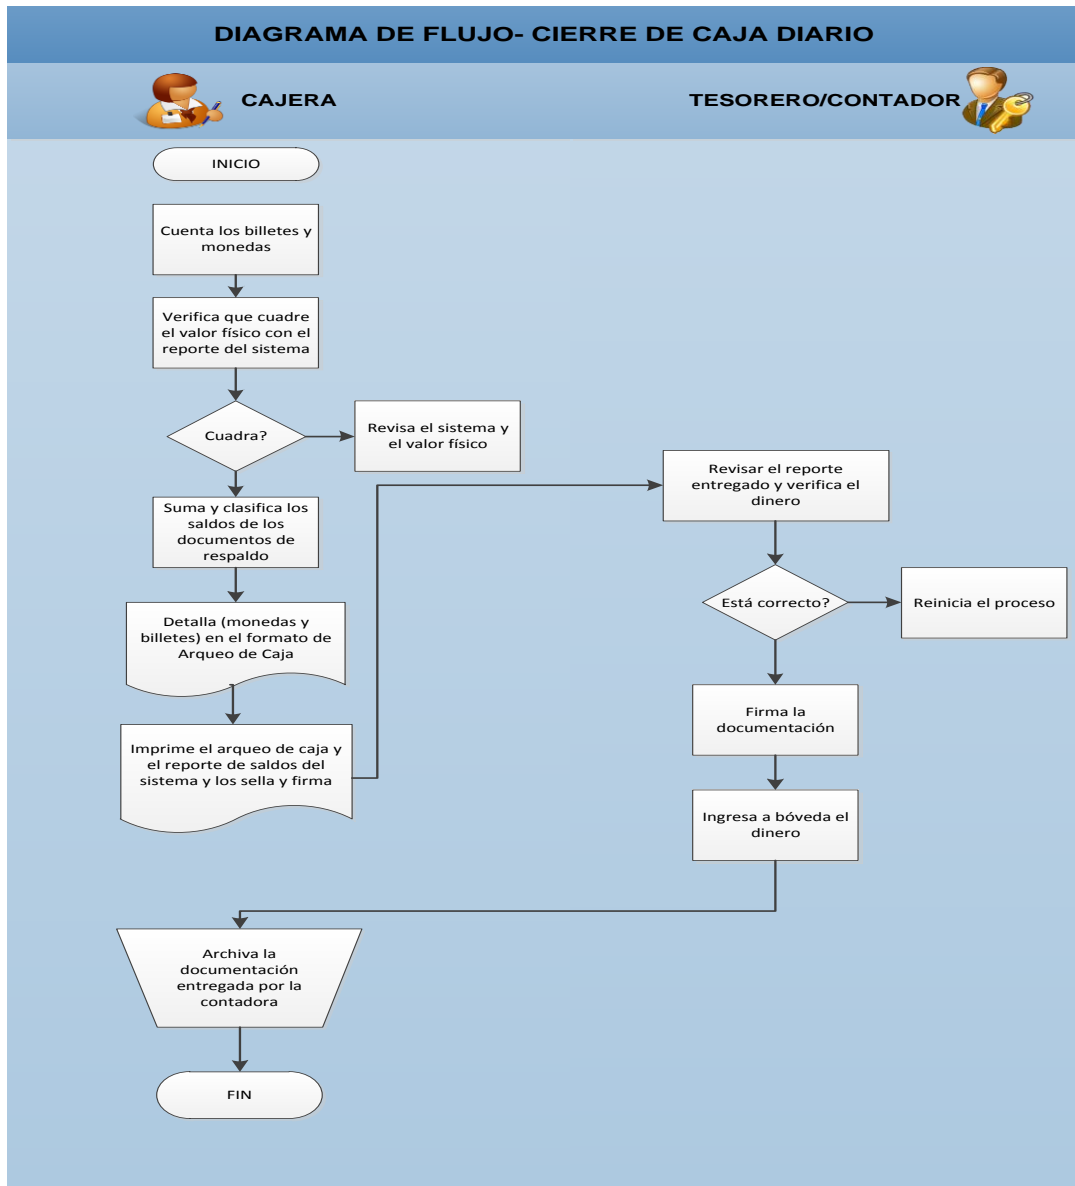 DIAGRAMA DE FLUJO- CIERRE DE CAJA DIARIO
CAJERA
TESORERO/CONTADOR
INICIO
Cuenta los billetes y
monedas
Verifica que cuadre
el valor físico con el
reporte del sistema
Cuadra?
Revisa el sistema y
el valor físico
Suma y clasifica los
saldos de los
documentos de
respaldo
Detalla (monedas y
billetes) en el formato de
Arqueo de Caja
Imprime el arqueo de caja y
el reporte de saldos del
sistema y los sella y firma
Revisar el reporte
entregado y verifica el
dinero
Está correcto?
Reinicia el proceso
Firma la
documentación
Ingresa a bóveda el
dinero
Archiva la
documentación
entregada por la
contadora
FIN